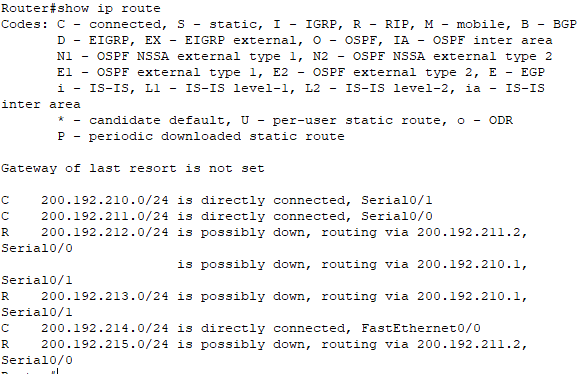 Router#show ip route
Codes: C - connected, S - static, I - IGRP, R - RIP, M - mobile, B - BGP
       D - EIGRP, EX - EIGRP external, O - OSPF, IA - OSPF inter area
       N1 - OSPF NSSA external type 1, N2 - OSPF NSSA external type 2
       E1 - OSPF external type 1, E2 - OSPF external type 2, E - EGP
       i - IS-IS, L1 - IS-IS level-1, L2 - IS-IS level-2, ia - IS-IS
inter area
       * - candidate default, U - per-user static route, o - ODR
       P - periodic downloaded static route
Gateway of last resort is not set
C    200.192.210.0/24 is directly connected, Serial0/1
C    200.192.211.0/24 is directly connected, Serial0/0
R    200.192.212.0/24 is possibly down, routing via 200.192.211.2,
Serial0/0
                      is possibly down, routing via 200.192.210.1,
Serial0/1
R    200.192.213.0/24 is possibly down, routing via 200.192.210.1,
Serial0/1
C    200.192.214.0/24 is directly connected, FastEthernet0/0
R    200.192.215.0/24 is possibly down, routing via 200.192.211.2,
Serial0/0